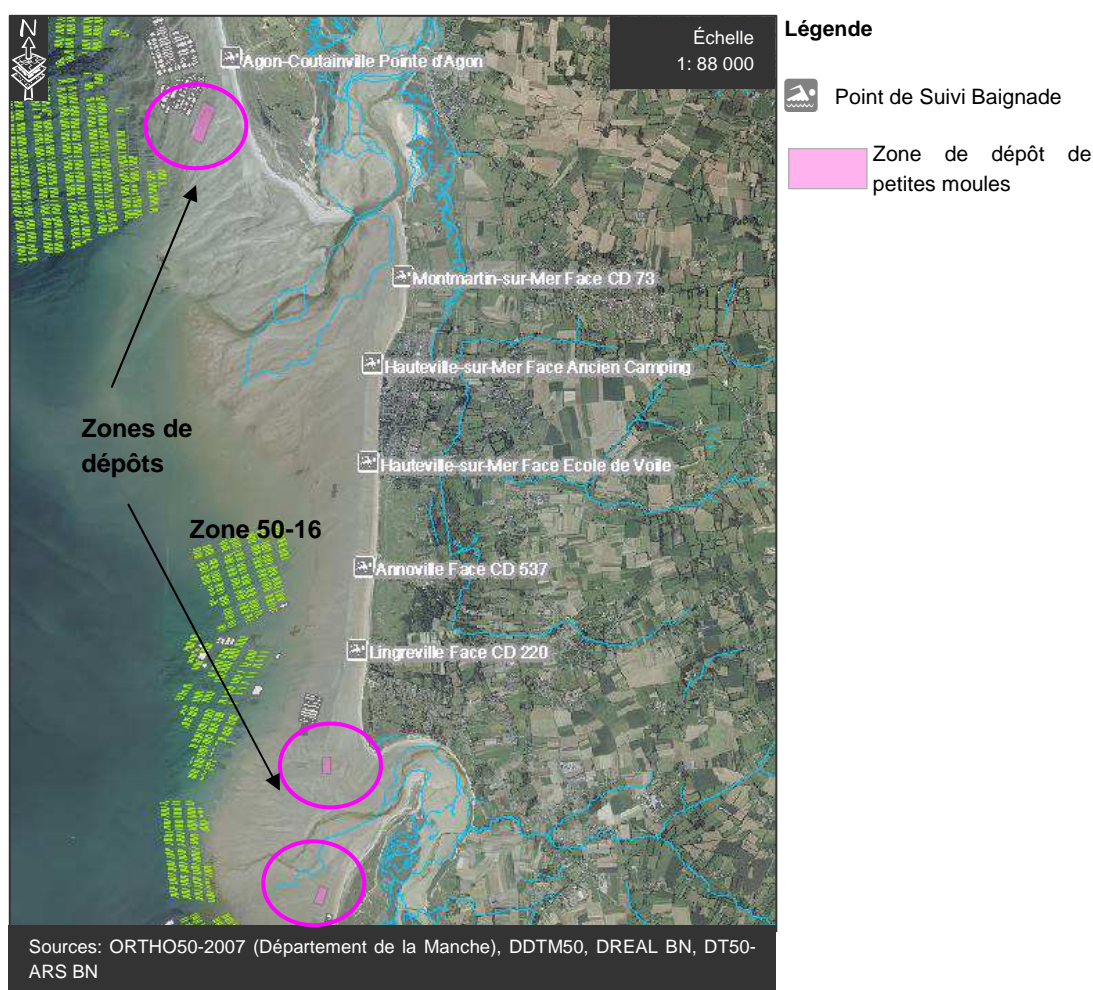 N
Échelle
1: 88 000
Agon-Coutainville Pointe d'Agon
Montmartin-sur-Mer Face CD 73
Hauteville-sur-Mer Face Ancien Camping
Zones de
dépôts
Hauteville-sur-Mer Face Ecole de Voile
Zone 50-16
Annoville Face CD 537
Lingreville Face CD 220
Sources: ORTHO50-2007 (Département de la Manche), DDTM50, DREAL BN, DT50-
ARS BN
Légende
Point de Suivi Baignade
Zone de dépôt de
petites moules